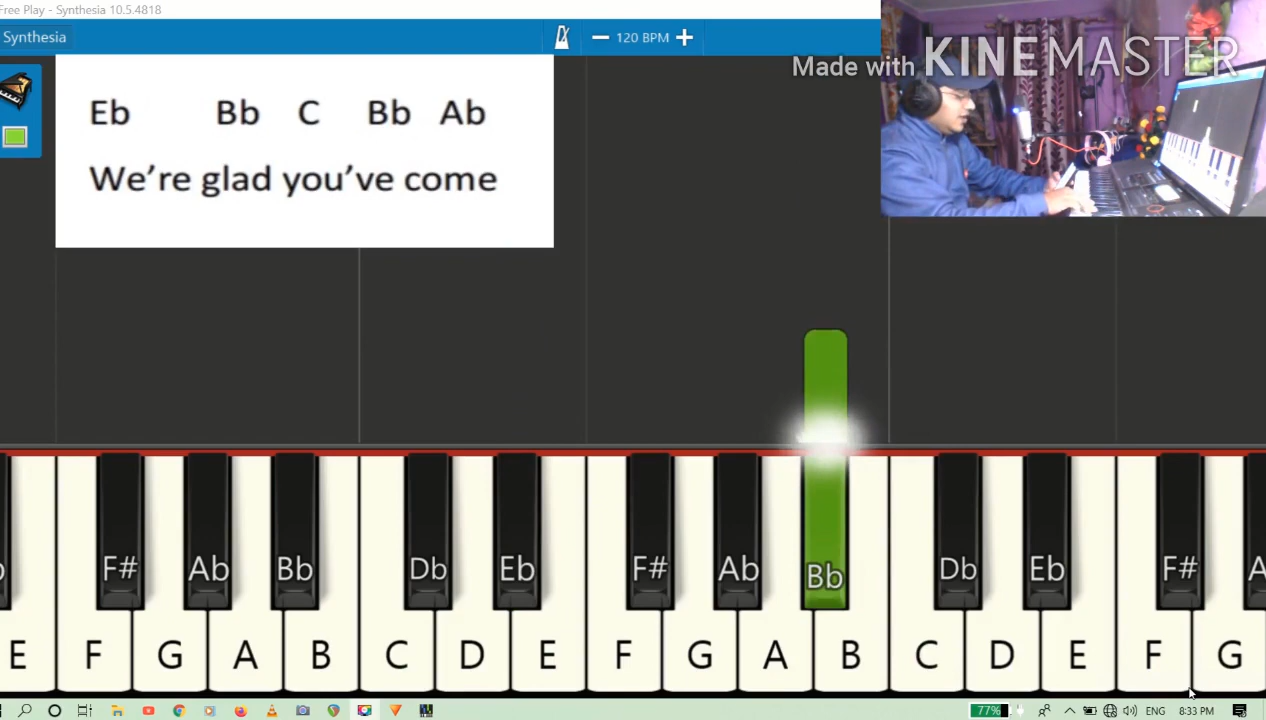 Free Play - Synthesia 10.5.4818
Synthesia
120 BPM
Made with KINEMASTER
Eb Bb C Bb Ab
We're glad you've come
F# Ab Bb Db Eb F# Ab Bb Db Eb F# A
E F G A B C D E F G A B C D E F G
77% ENG 8:33 PM